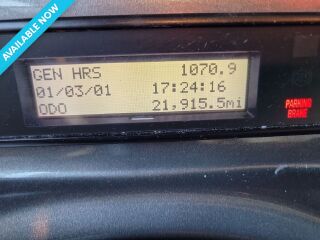 AVAILABLE NOW
GEN HRS 1070.9
01/03/01 17:24:16
ODO 21,915.5mi
PARKING
BRAKE